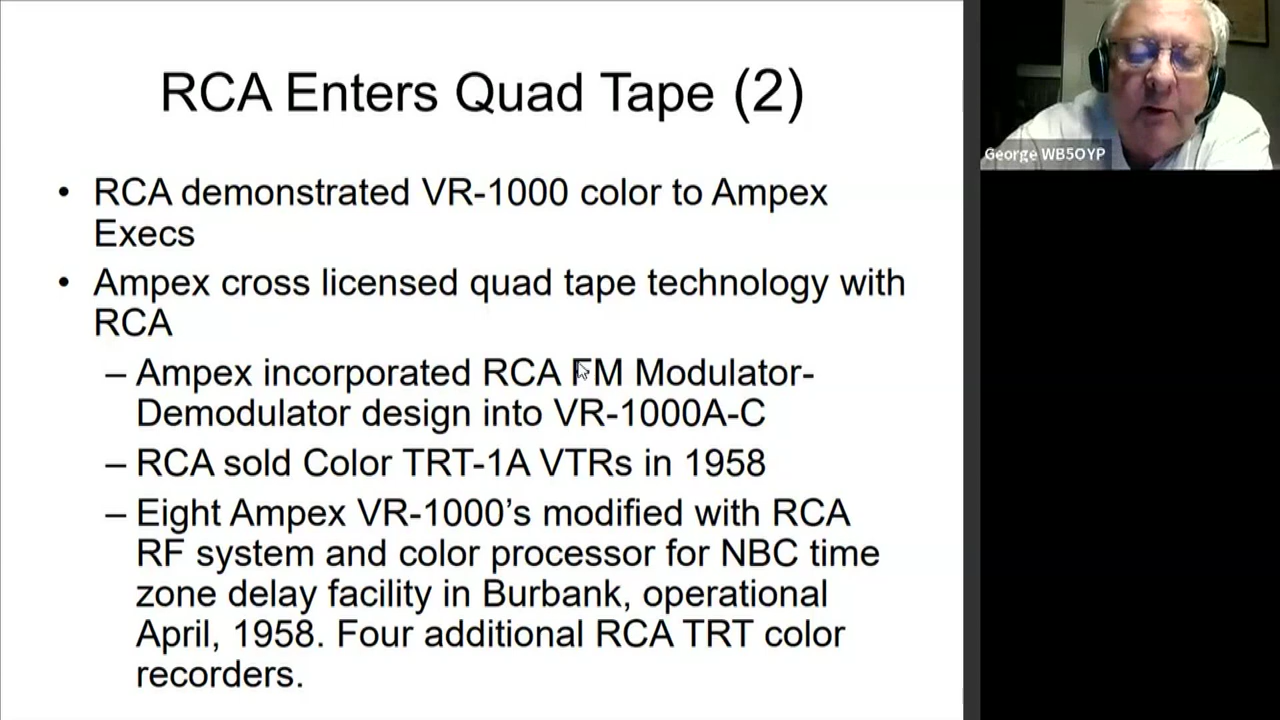 RCA Enters Quad Tape (2)
• RCA demonstrated VR-1000 color to Ampex
Execs
• Ampex cross licensed quad tape technology with
RCA
– Ampex incorporated RCA FM Modulator-
Demodulator design into VR-1000A-C
– RCA sold Color TRT-1A VTRs in 1958
– Eight Ampex VR-1000’s modified with RCA
RF system and color processor for NBC time
zone delay facility in Burbank, operational
April, 1958. Four additional RCA TRT color
recorders.
George WB5OYP